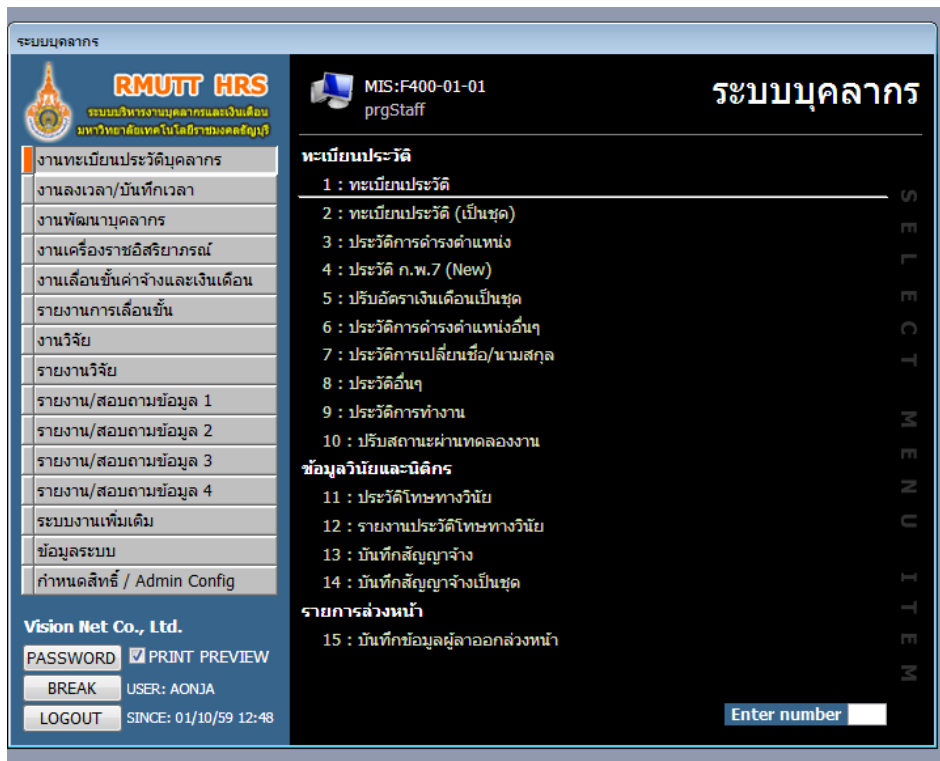 ระบบบุคลากร
RMUTT HRS
ระบบบริหารงานบุคลากรและเงินเดือน
มหาวิทยาลัยเทคโนโลยีราชมงคลธัญบุรี
งานทะเบียนประวัติบุคลากร
งานลงเวลา/บันทึกเวลา
งานพัฒนาบุคลากร
งานเครื่องราชอิสริยาภรณ์
งานเลื่อนขั้นค่าจ้างและเงินเดือน
รายงานการเลื่อนขั้น
งานวิจัย
รายงานวิจัย
รายงาน/สอบถามข้อมูล 1
รายงาน/สอบถามข้อมูล 2
รายงาน/สอบถามข้อมูล 3
รายงาน/สอบถามข้อมูล 4
ระบบงานเพิ่มเติม
ข้อมูลระบบ
กำหนดสิทธิ์ / Admin Config
Vision Net Co., Ltd.
PASSWORD PRINT PREVIEW
BREAK USER: AONJA
LOGOUT SINCE: 01/10/59 12:48
MIS:F400-01-01
prgStaff
ระบบบุคลากร
ทะเบียนประวัติ
1 : ทะเบียนประวัติ
2 : ทะเบียนประวัติ (เป็นชุด)
3 : ประวัติการดำรงตำแหน่ง
4 : ประวัติ ก.พ.7 (New)
5 : ปรับอัตราเงินเดือนเป็นชุด
6 : ประวัติการดำรงตำแหน่งอื่นๆ
7 : ประวัติการเปลี่ยนชื่อ/นามสกุล
8 : ประวัติอื่นๆ
9 : ประวัติการทำงาน
10 : ปรับสถานะผ่านทดลองงาน
ข้อมูลวินัยและนิติกร
11 : ประวัติโทษทางวินัย
12 : รายงานประวัติโทษทางวินัย
13 : บันทึกสัญญาจ้าง
14 : บันทึกสัญญาจ้างเป็นชุด
รายการล่วงหน้า
15 : บันทึกข้อมูลผู้ลาออกล่วงหน้า
SELECT MENU ITEM
Enter number